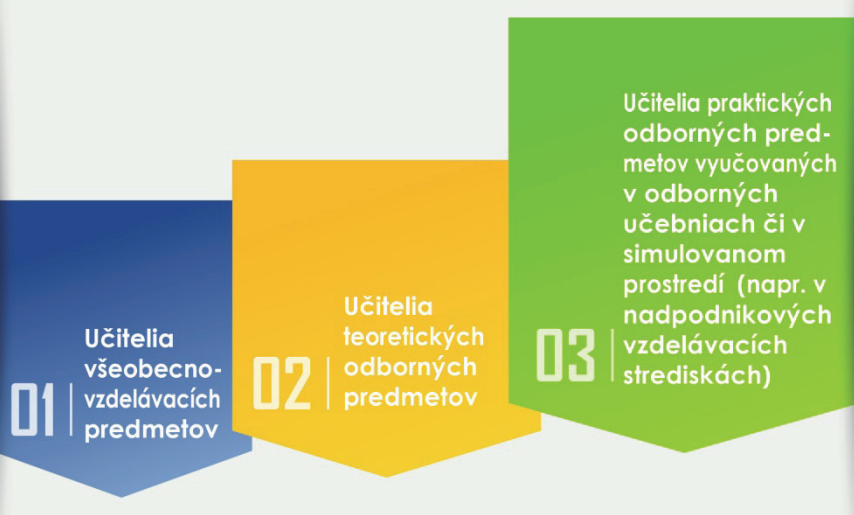 01
Učitelia
všeobecno-
vzdelávacích
predmetov
02
Učitelia
teoretických
odborných
predmetov
03
Učitelia praktických
odborných pred-
metov vyučovaných
v odborných
učebniach či v
simulovanom
prostredí (napr. v
nadpodnikových
vzdelávacích
strediskách)